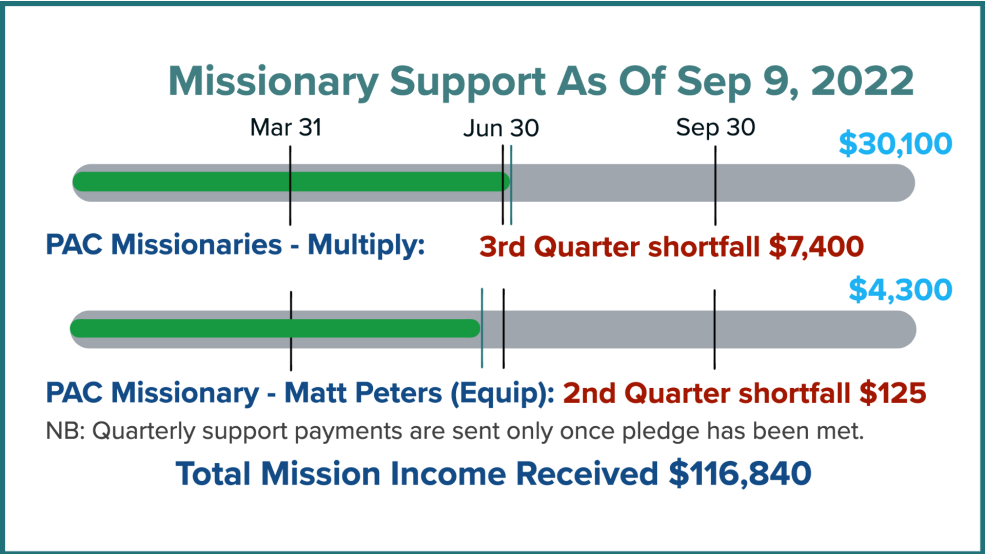 Missionary Support As Of Sep 9, 2022
Mar 31 Jun 30 Sep 30
$30,100
PAC Missionaries - Multiply: 3rd Quarter shortfall $7,400
$4,300
PAC Missionary - Matt Peters (Equip): 2nd Quarter shortfall $125
NB: Quarterly support payments are sent only once pledge has been met.
Total Mission Income Received $116,840